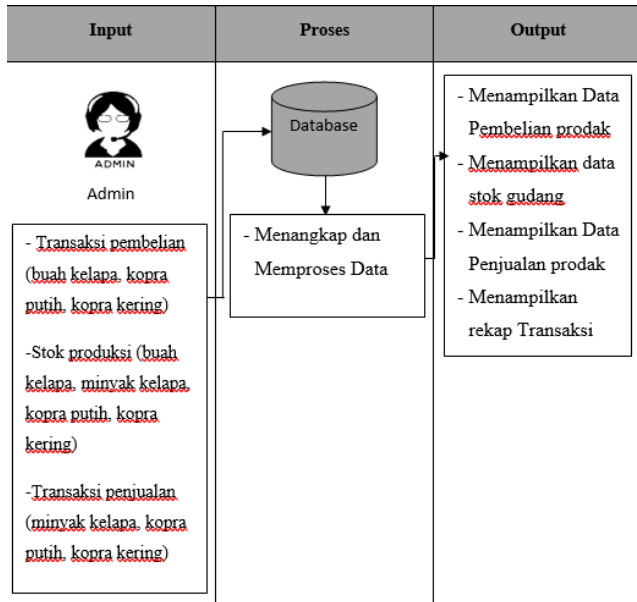 Input
Proses
Output
ADMIN
Admin
- Transaksi pembelian
(buah kelapa, kopra
putih, kopra kering)
-Stok produksi (buah
kelapa, minyak kelapa,
kopra putih, kopra
kering)
-Transaksi penjualan
(minyak kelapa, kopra
putih, kopra kering)
Database
- Menangkap dan
Memproses Data
- Menampilkan Data
Pembelian prodak
- Menampilkan data
stok gudang
- Menampilkan Data
Penjualan prodak
- Menampilkan
rekap Transaksi